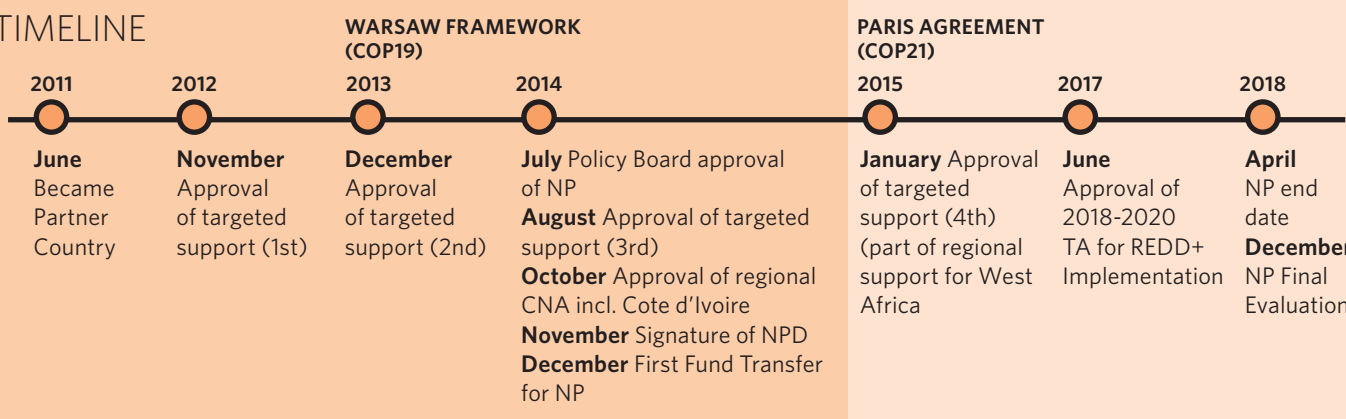 TIMELINE
WARSAW FRAMEWORK
(COP19)
PARIS AGREEMENT
(COP21)
2011
June
Became
Partner
Country
2012
November
Approval
of targeted
support (1st)
2013
December
Approval
of targeted
support (2nd)
2014
July Policy Board approval
of NP
August Approval of targeted
support (3rd)
October Approval of regional
CNA incl. Cote d'Ivoire
November Signature of NPD
December First Fund Transfer
for NP
2015
January Approval
of targeted
support (4th)
(part of regional
support for West
Africa
2017
June
Approval of
2018-2020
TA for REDD+
Implementation
2018
April
NP end
date
December
NP Final
Evaluation